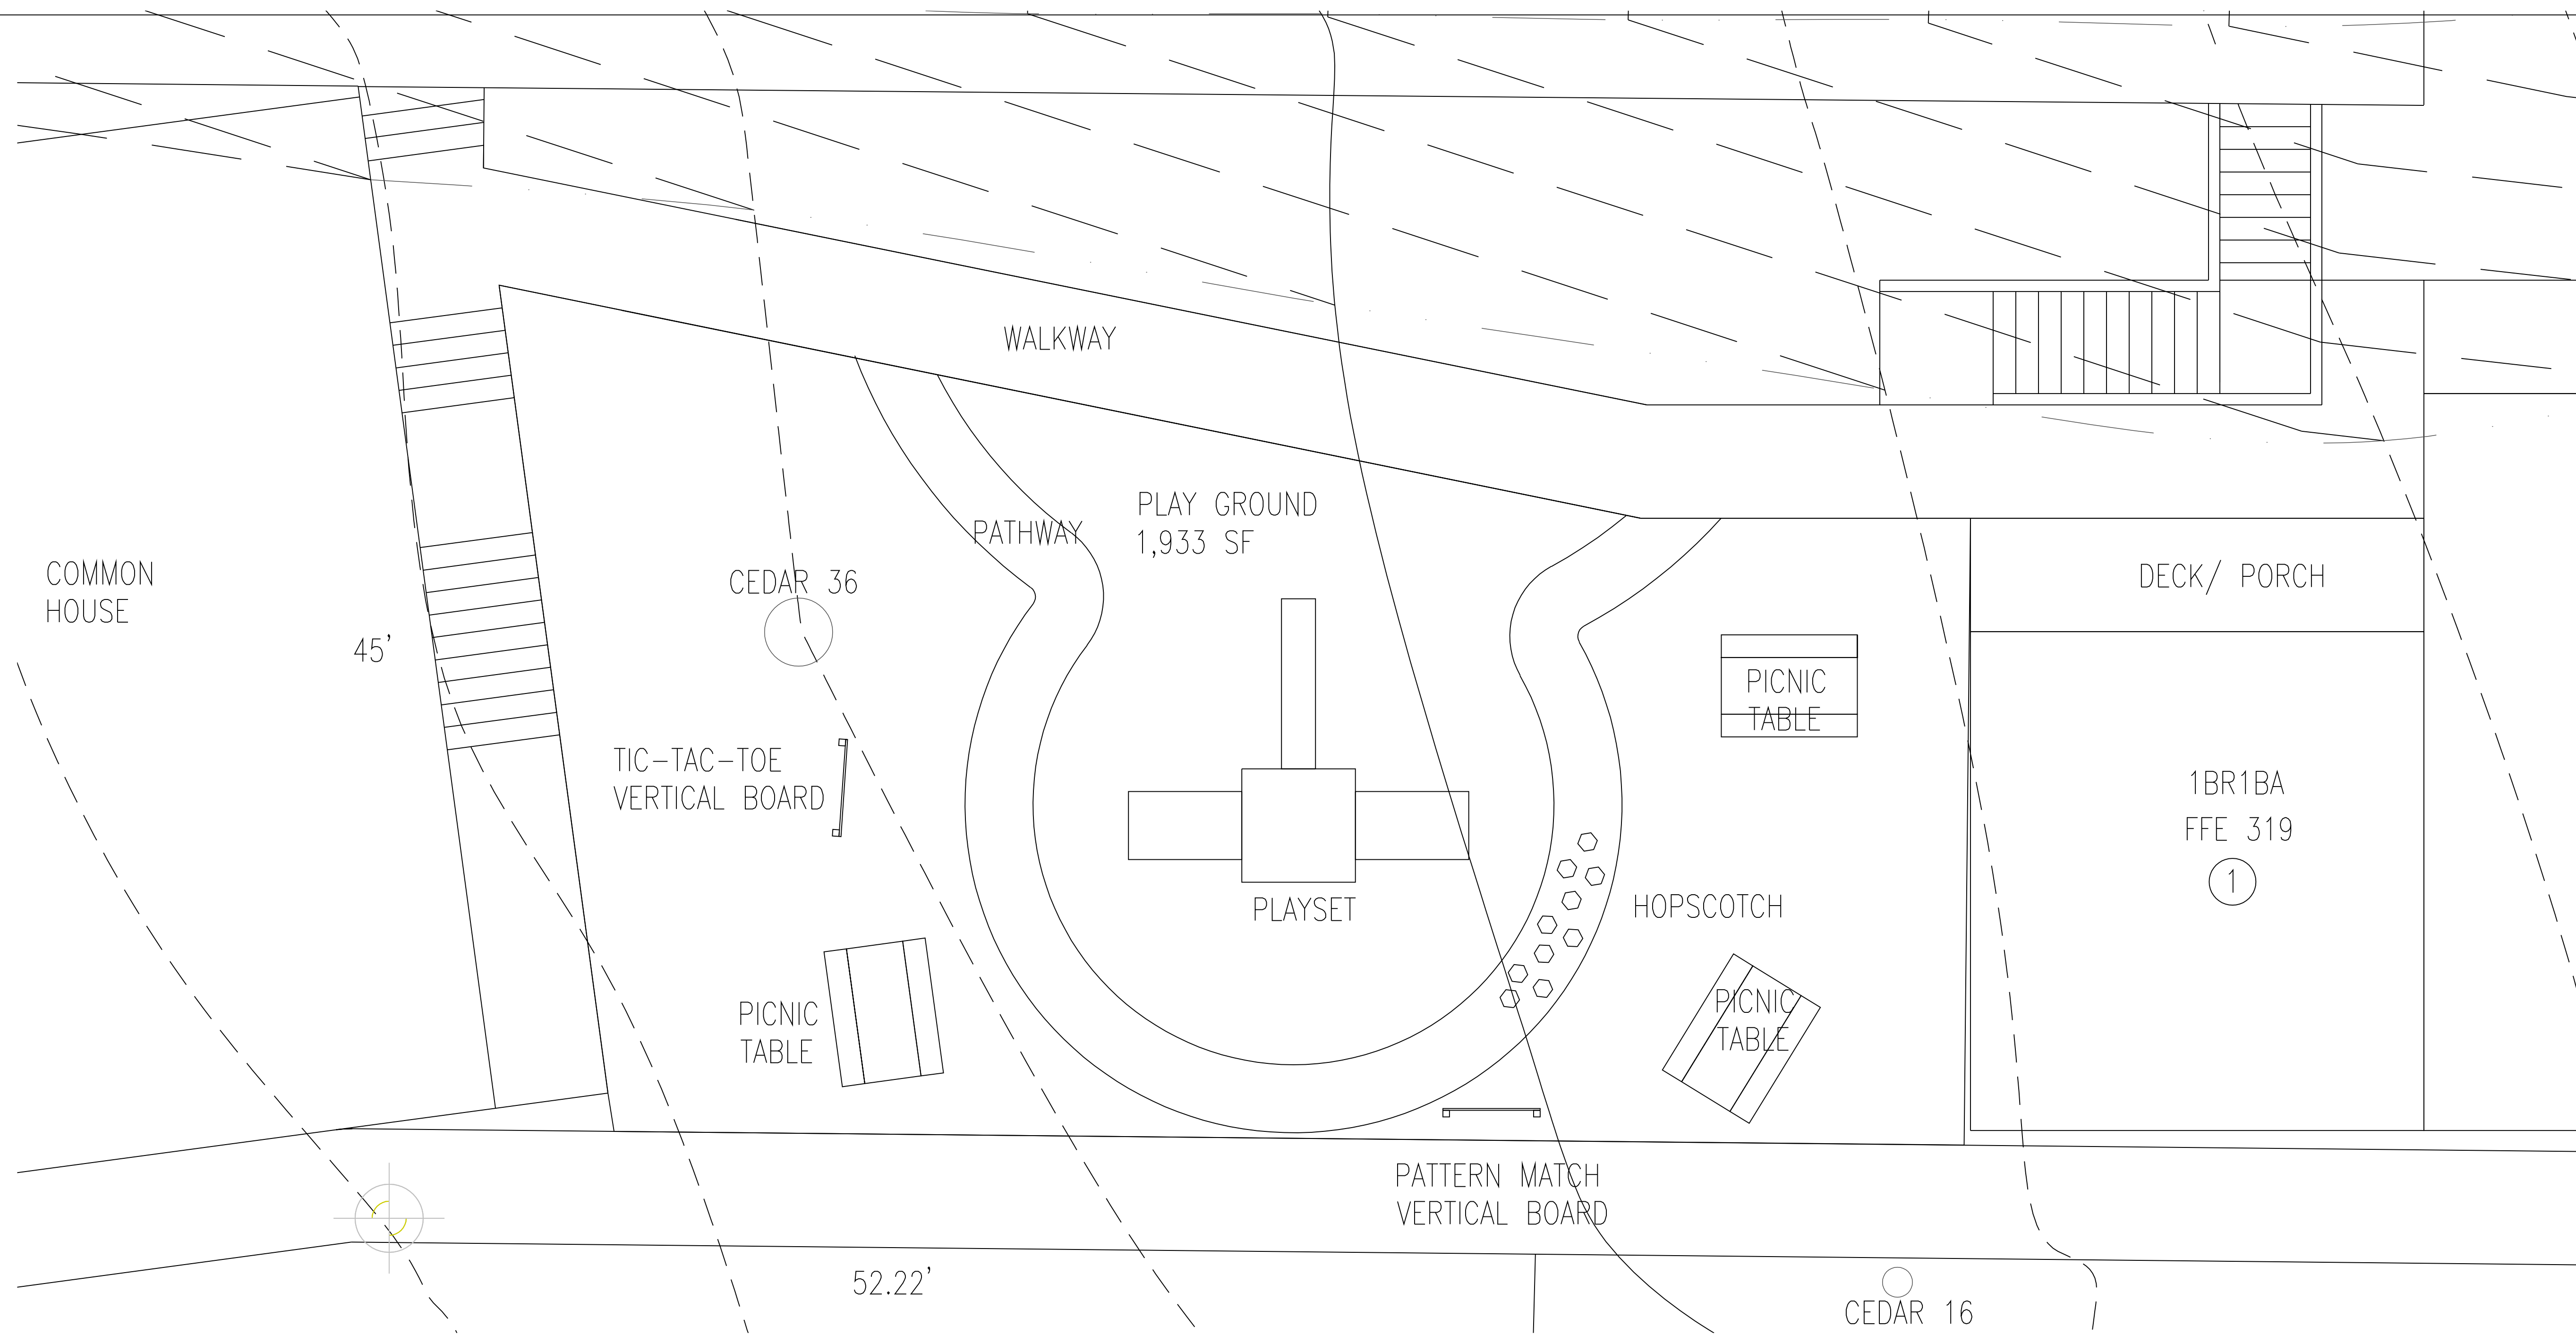 WALKWAY
PLAY GROUND
1,933 SF
PATHWAY
COMMON
HOUSE
CEDAR 36
DECK/ PORCH
45'
PICNIC
TABLE
TIC-TAC-TOE
VERTICAL BOARD
1BR1BA
FFE 319
1
PLAYSET
HOPSCOTCH
PICNIC
TABLE
PICNIC
TABLE
PATTERN MATCH
VERTICAL BOARD
52.22'
CEDAR 16